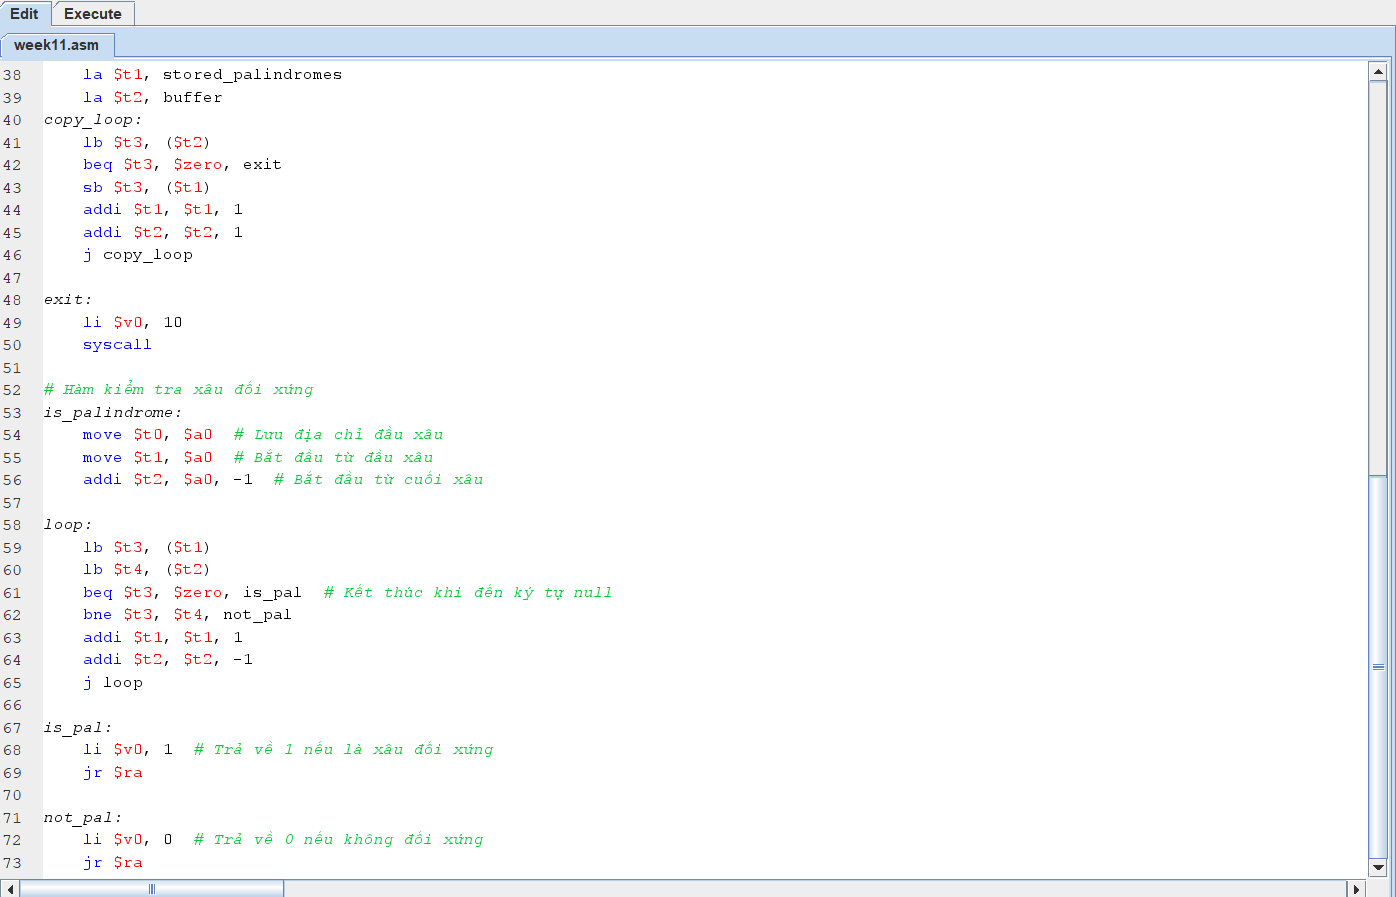 Edit Execute
week11.asm
38 la $t1, stored_palindromes
39 la $t2, buffer
40 copy_loop:
41 lb $t3, ($t2)
42 beq $t3, $zero, exit
43 sb $t3, ($t1)
44 addi $t1, $t1, 1
45 addi $t2, $t2, 1
46 j copy_loop
47
48 exit:
49 li $v0, 10
50 syscall
51
52 # Hàm kiểm tra xâu đối xứng
53 is_palindrome:
54 move $t0, $a0 # Lưu địa chỉ đầu xâu
55 move $t1, $a0 # Bắt đầu từ đầu xâu
56 addi $t2, $a0, -1 # Bắt đầu từ cuối xâu
57
58 loop:
59 lb $t3, ($t1)
60 lb $t4, ($t2)
61 beq $t3, $zero, is_pal # Kết thúc khi đến ký tự null
62 bne $t3, $t4, not_pal
63 addi $t1, $t1, 1
64 addi $t2, $t2, -1
65 j loop
66
67 is_pal:
68 li $v0, 1 # Trả về 1 nếu là xâu đối xứng
69 jr $ra
70
71 not_pal:
72 li $v0, 0 # Trả về 0 nếu không đối xứng
73 jr $ra